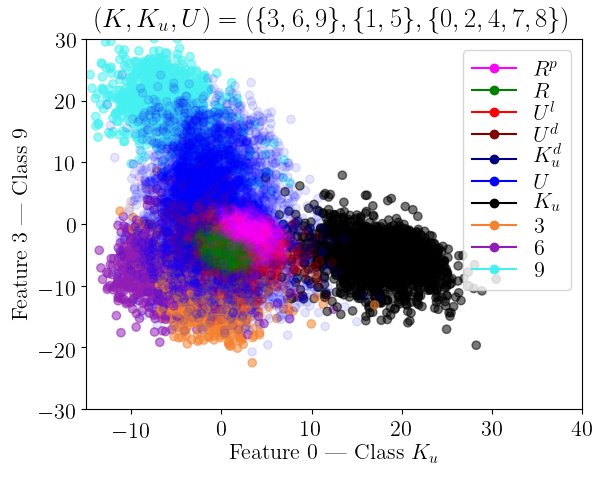 (K, K_u, U) = ({3, 6, 9}, {1, 5}, {0, 2, 4, 7, 8})
30
20
10
0
−10
−20
−30
Feature 3 — Class 9
R^p
R
U^l
U^d
K_u^d
U
K_u
3
6
9
−10 0 10 20 30 40
Feature 0 — Class K_u